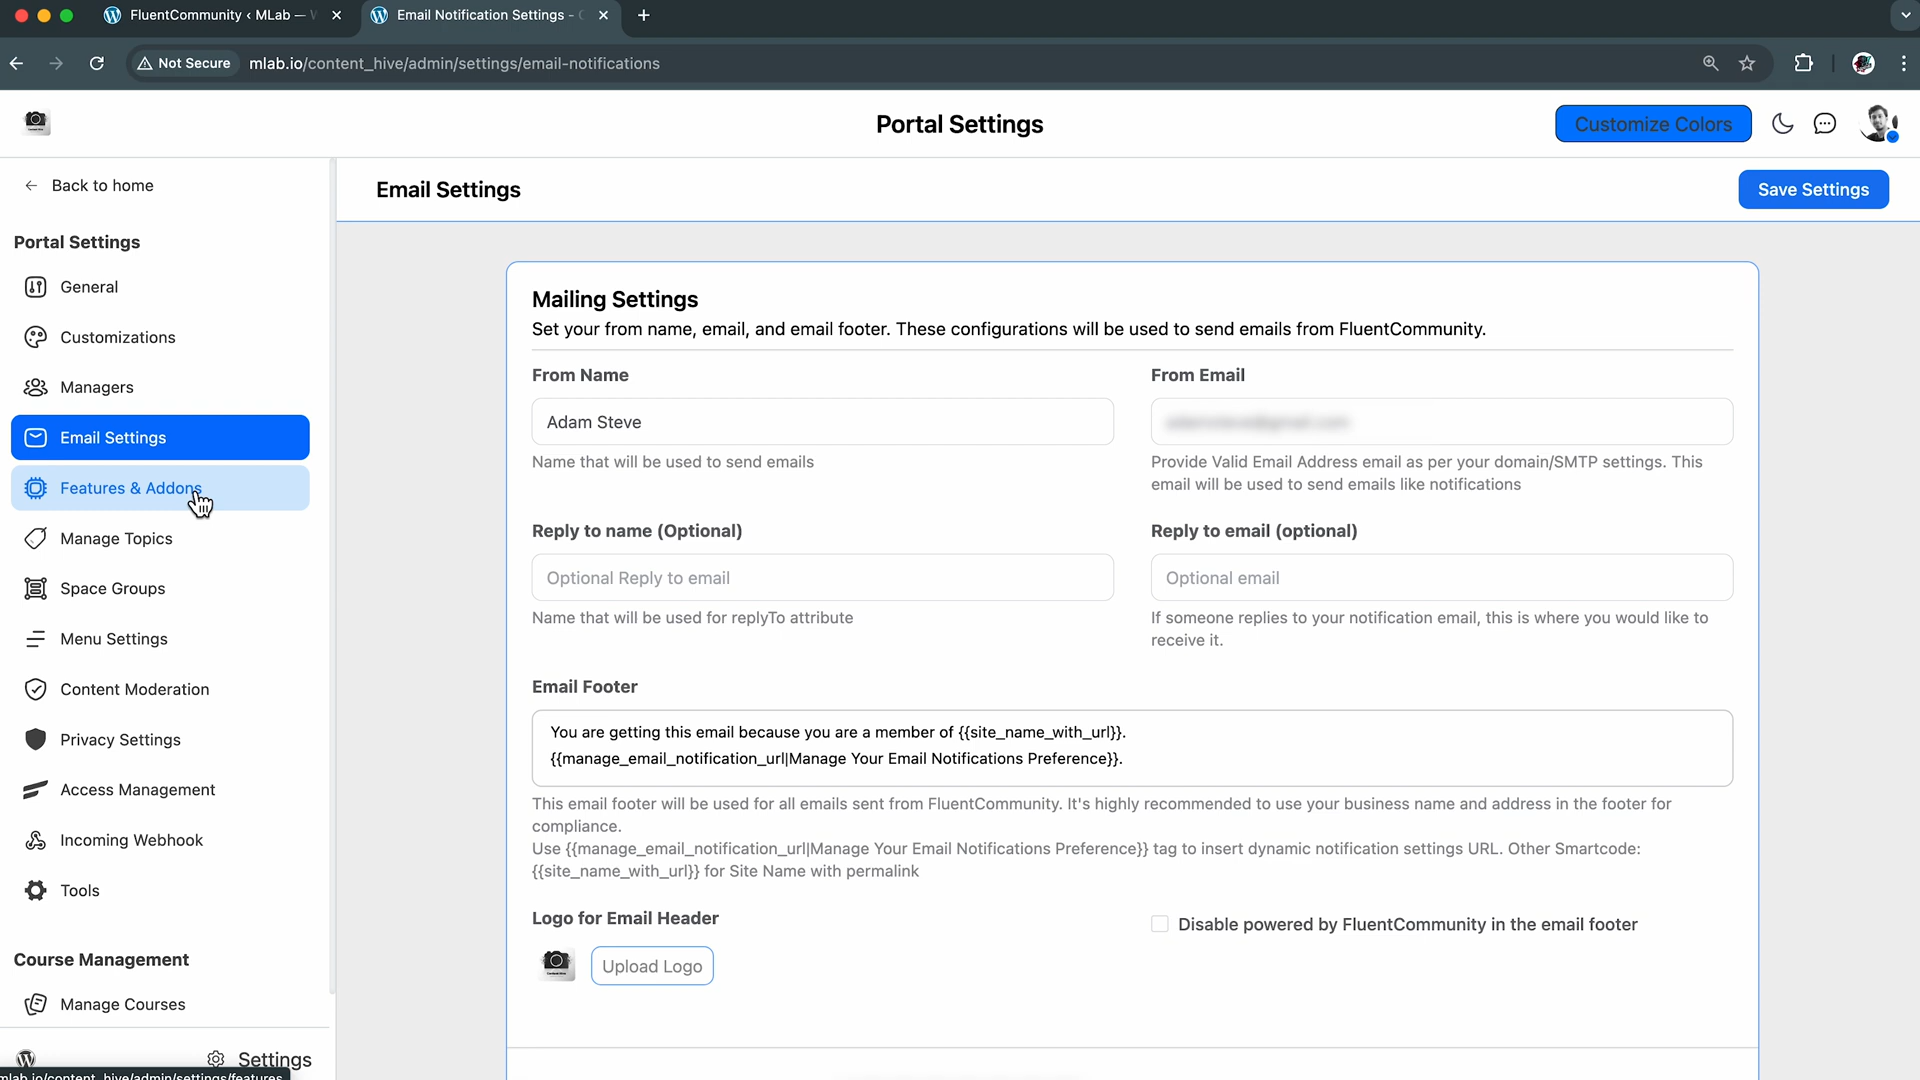 FluentCommunity ‹ MLab — W
Email Notification Settings -
Not Secure
mlab.io/content_hive/admin/settings/email-notifications
Portal Settings
Customize Colors
Back to home
Email Settings
Save Settings
Portal Settings
General
Customizations
Managers
Email Settings
Features & Addons
Manage Topics
Space Groups
Menu Settings
Content Moderation
Privacy Settings
Access Management
Incoming Webhook
Tools
Course Management
Manage Courses
Settings
mlab.io/content_hive/admin/settings/features
Mailing Settings
Set your from name, email, and email footer. These configurations will be used to send emails from FluentCommunity.
From Name
From Email
Adam Steve
Name that will be used to send emails
Provide Valid Email Address email as per your domain/SMTP settings. This
email will be used to send emails like notifications
Reply to name (Optional)
Reply to email (optional)
Optional Reply to email
Optional email
Name that will be used for replyTo attribute
If someone replies to your notification email, this is where you would like to
receive it.
Email Footer
You are getting this email because you are a member of {{site_name_with_url}}.
{{manage_email_notification_url|Manage Your Email Notifications Preference}}.
This email footer will be used for all emails sent from FluentCommunity. It's highly recommended to use your business name and address in the footer for
compliance.
Use {{manage_email_notification_url|Manage Your Email Notifications Preference}} tag to insert dynamic notification settings URL. Other Smartcode:
{{site_name_with_url}} for Site Name with permalink
Logo for Email Header
Disable powered by FluentCommunity in the email footer
Upload Logo